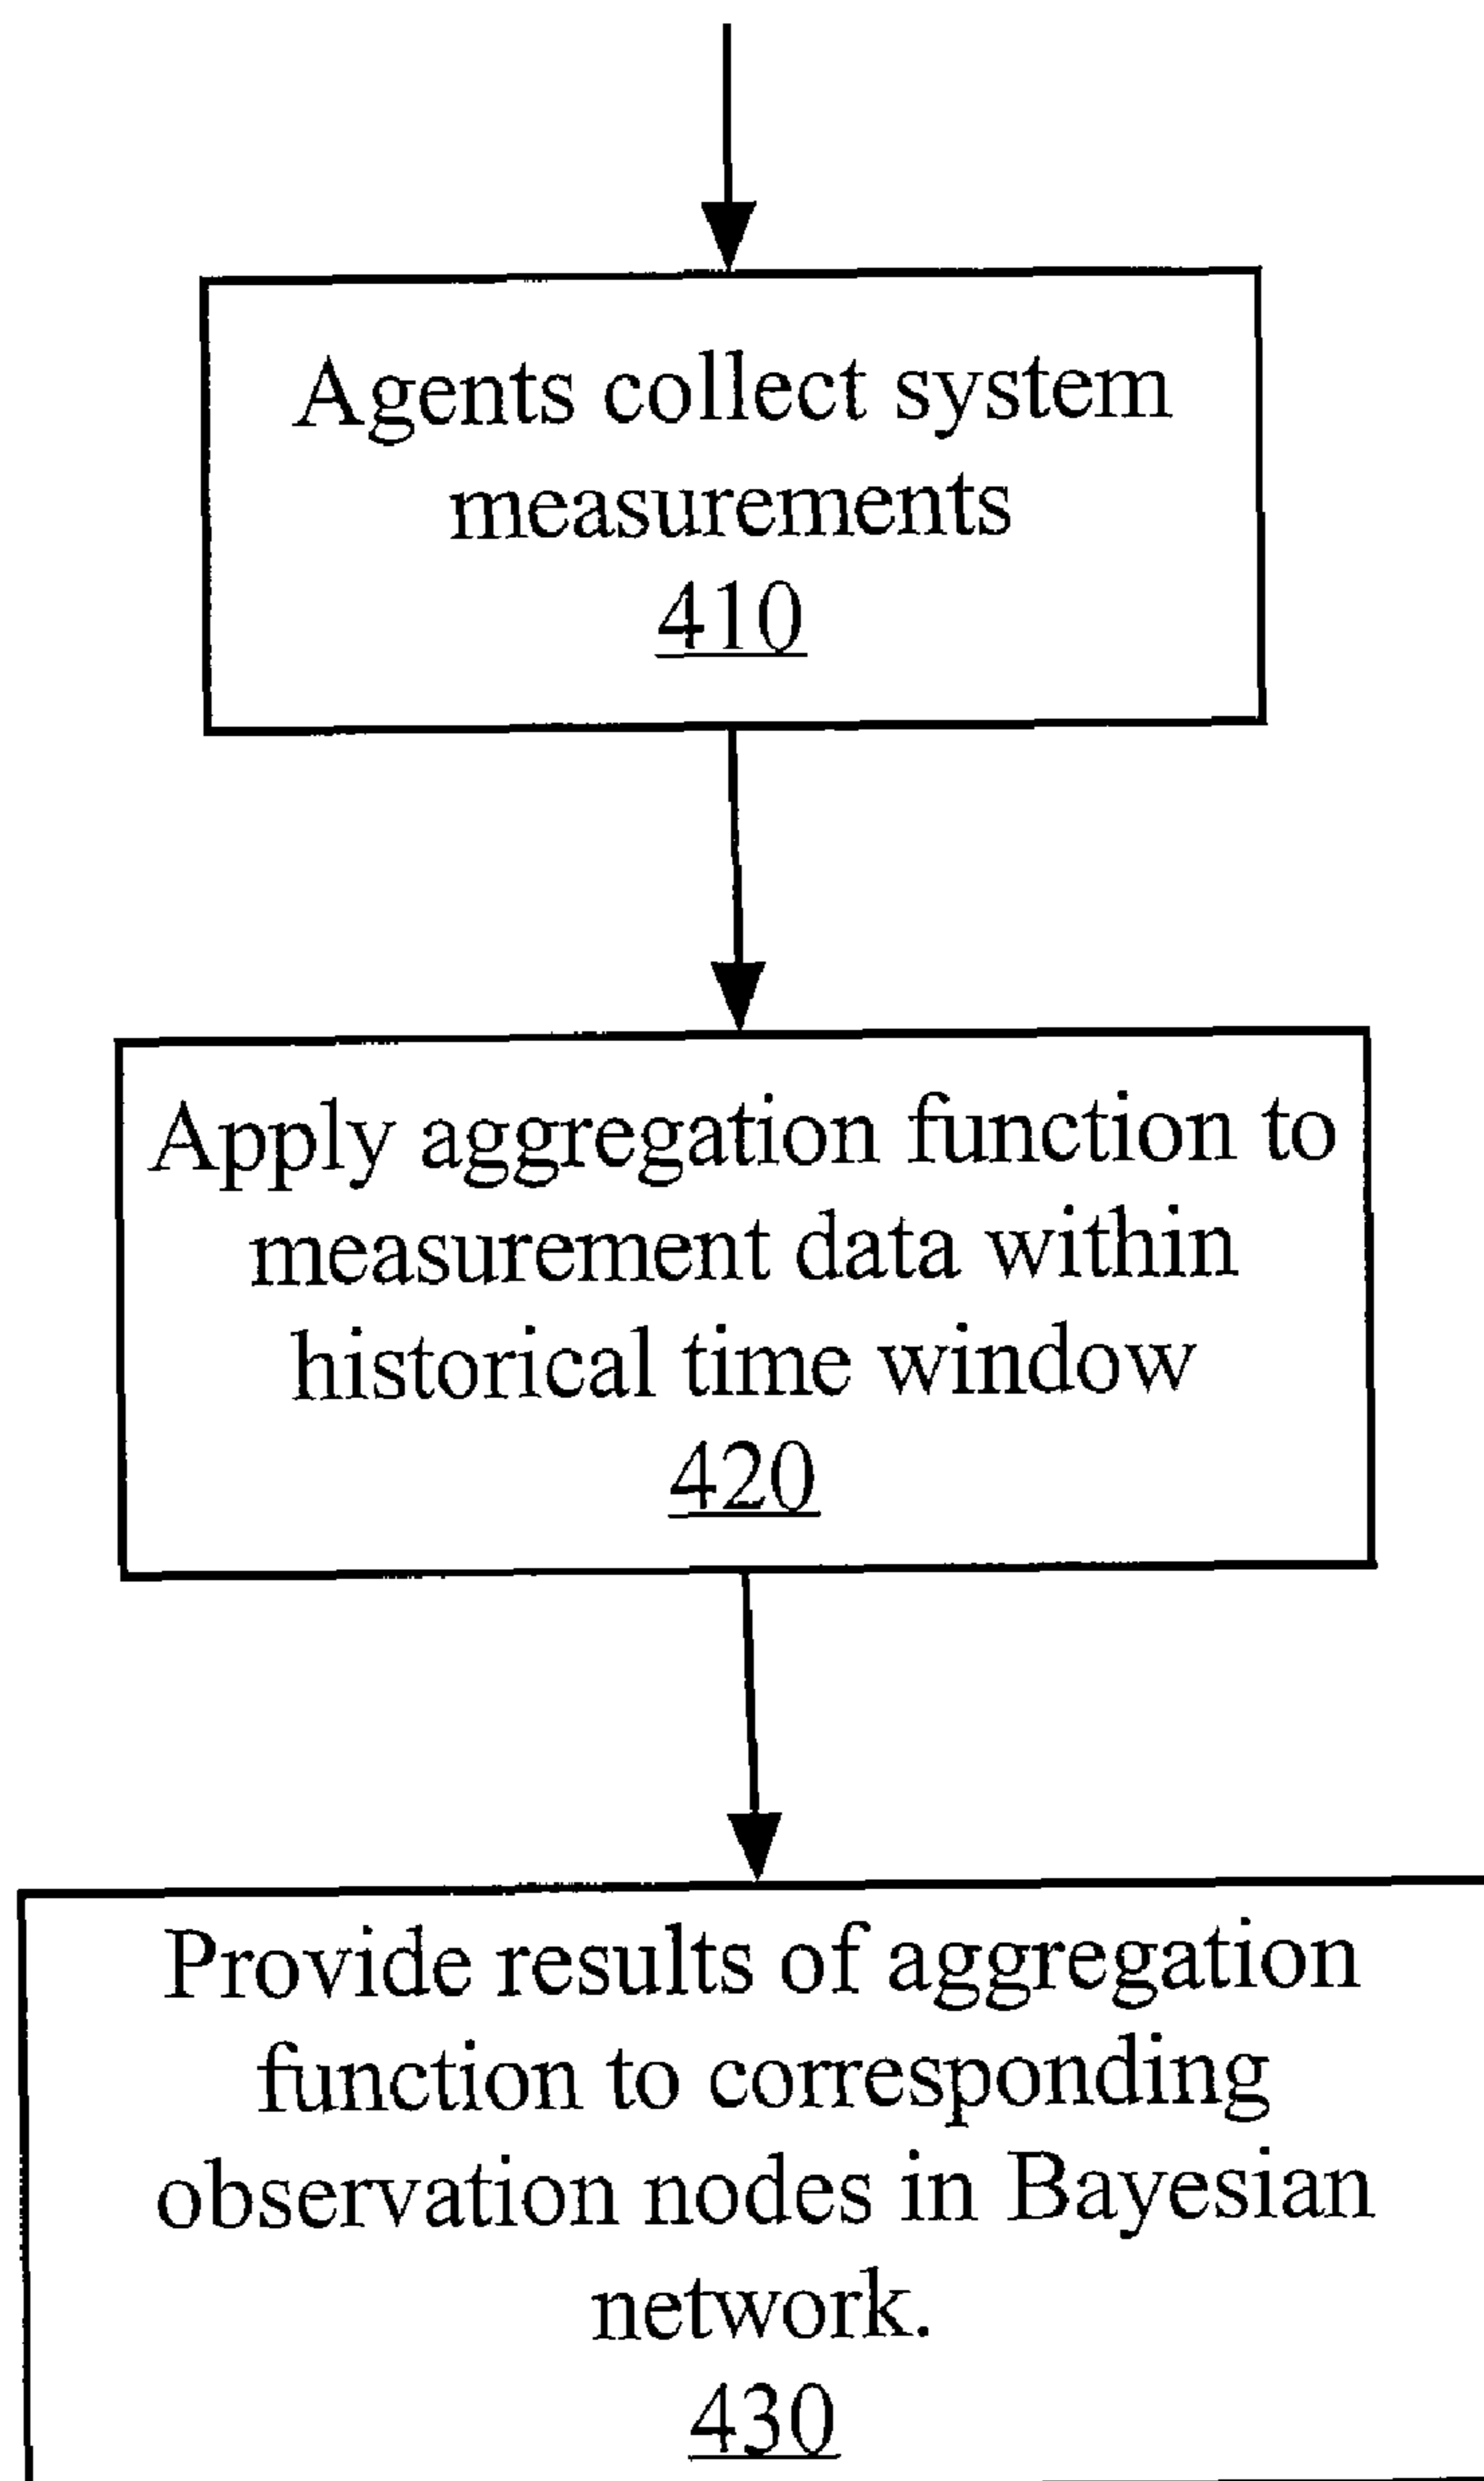 Agents collect system
measurements
410
Apply aggregation function to
measurement data within
historical time window
420
Provide results of aggregation
function to corresponding
observation nodes in Bayesian
network.
430